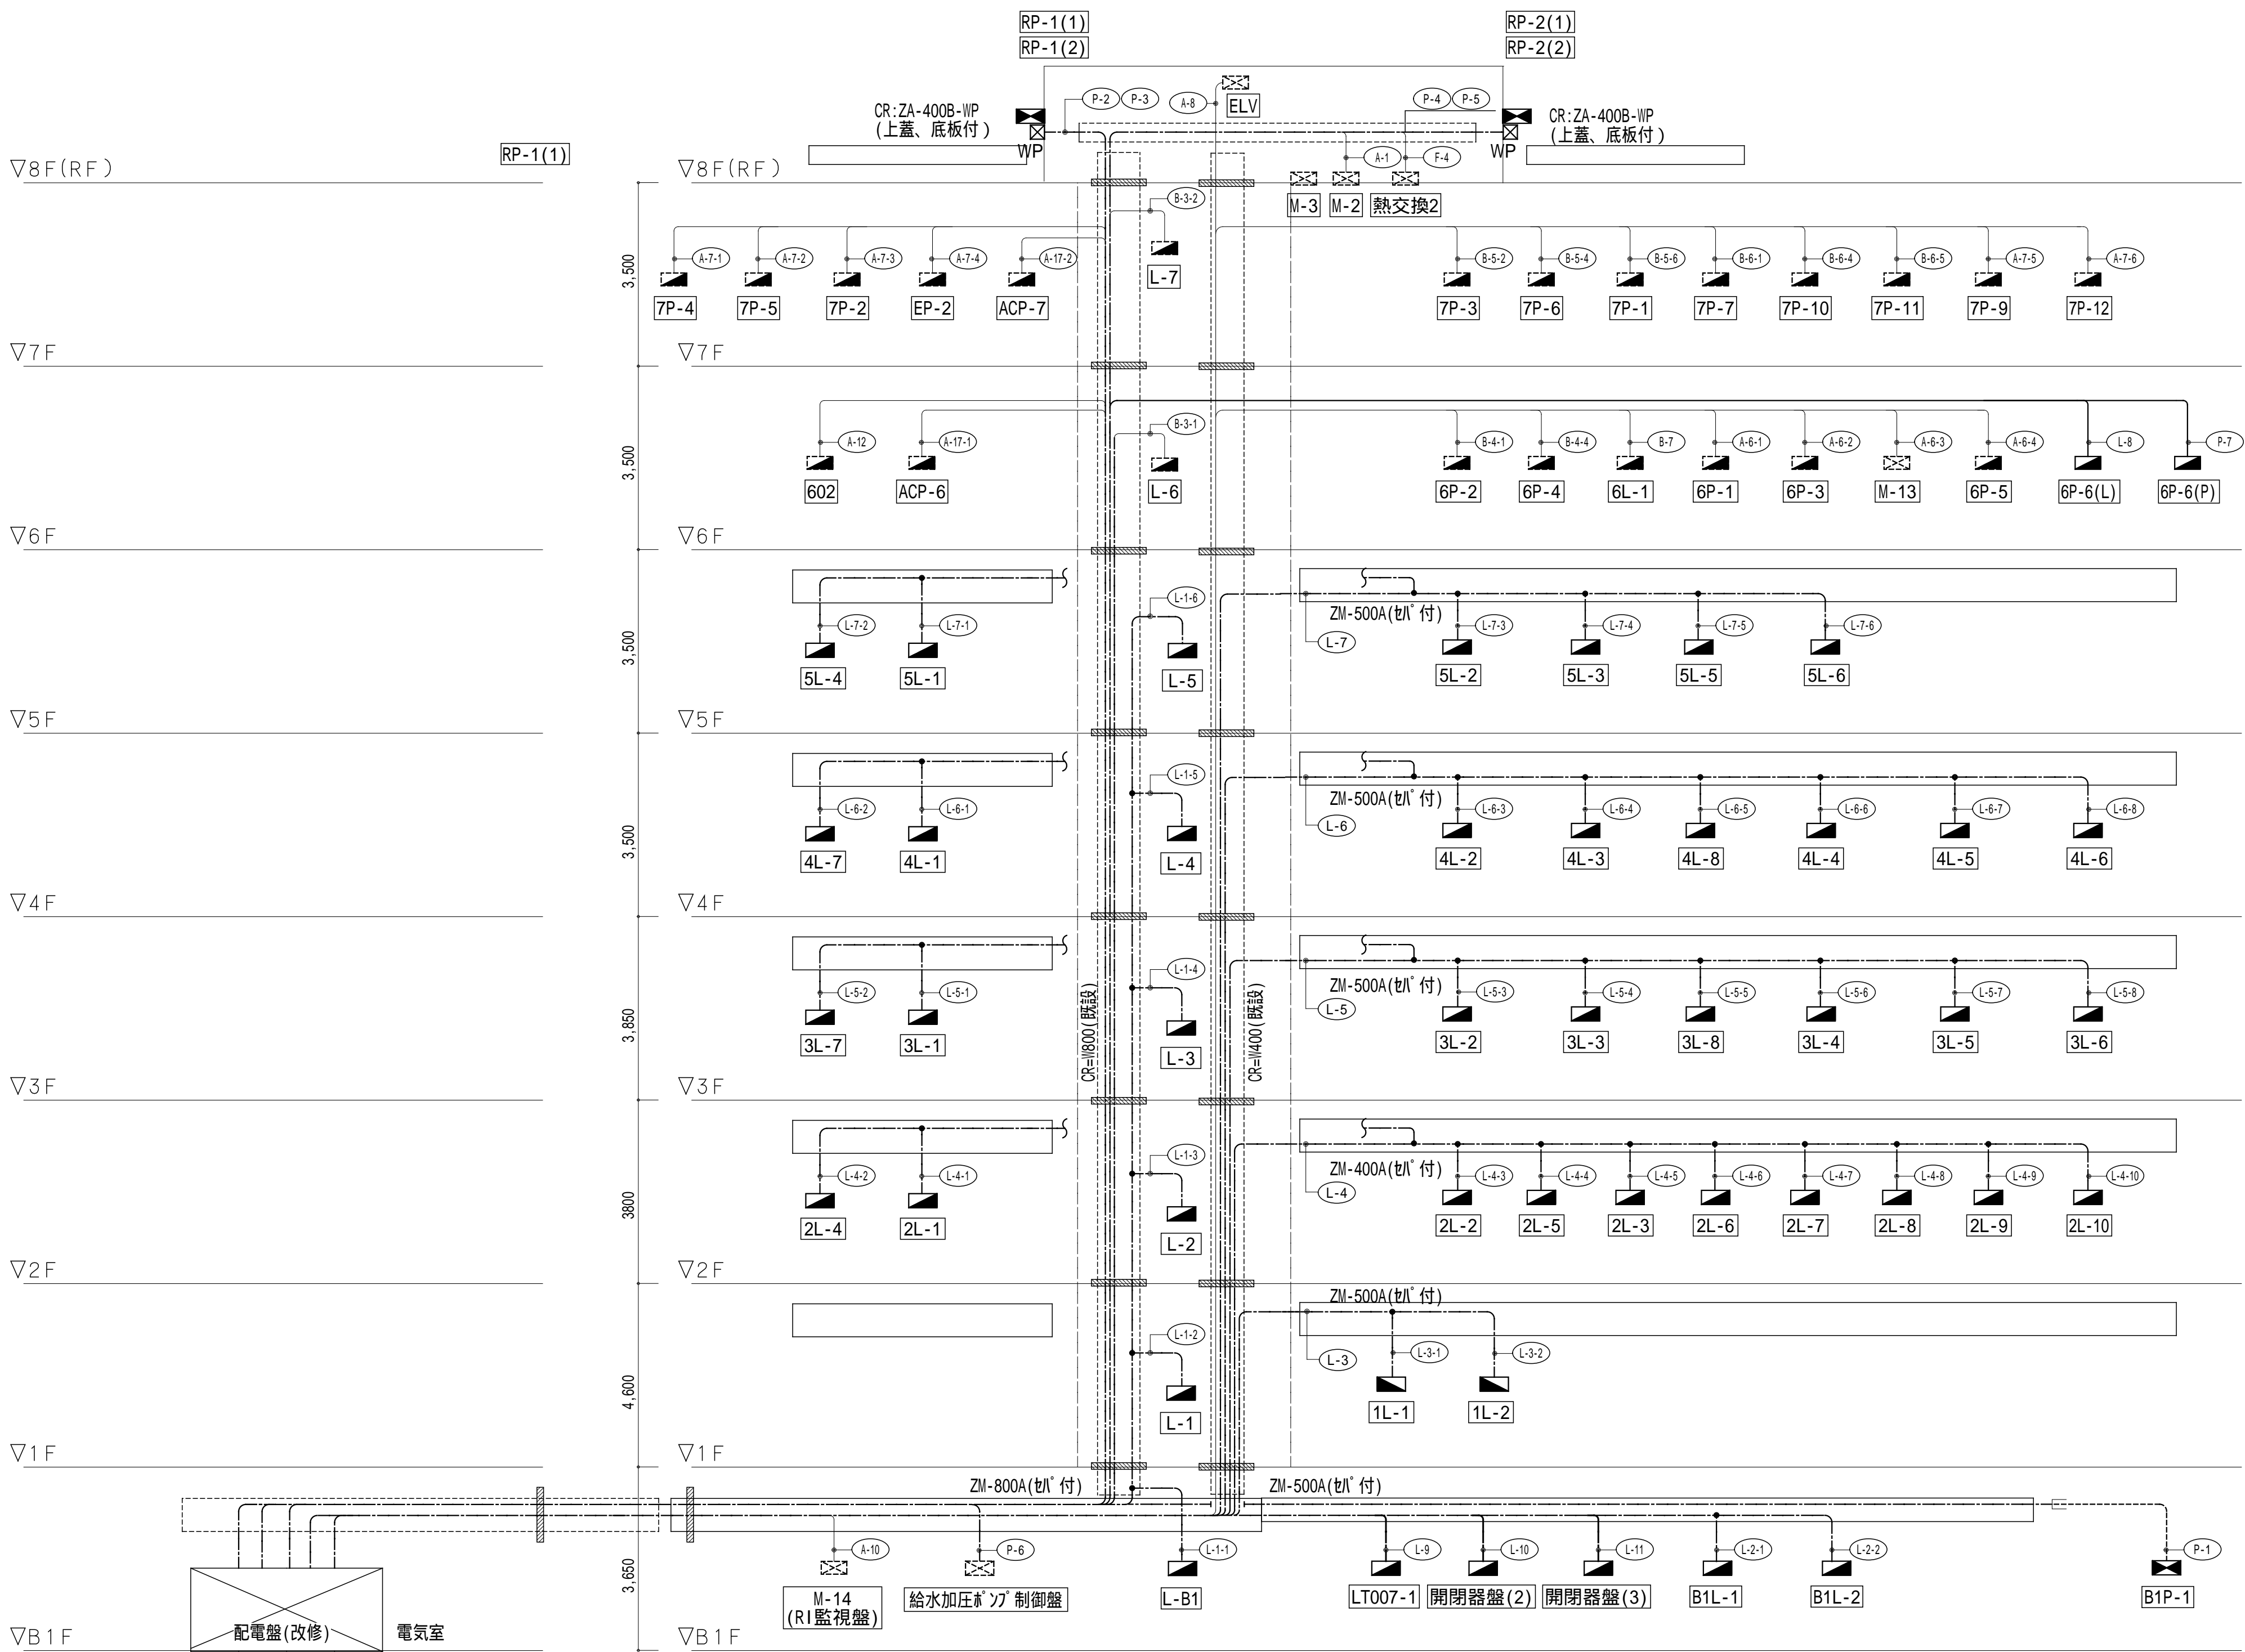 RP-1(1)
RP-1(2)
RP-2(1)
RP-2(2)
P-2
P-3
A-8
ELV
P-4
P-5
CR:ZA-400B-WP
(上蓋、底板付)
CR:ZA-400B-WP
(上蓋、底板付)
RP-1(1)
WP
WP
A-1
F-4
▽8F(RF)
▽8F(RF)
M-3
M-2
熱交換2
B-3-2
L-7
3,500
A-7-1
A-7-2
A-7-3
A-7-4
A-17-2
B-5-2
B-5-4
B-5-6
B-6-1
B-6-4
B-6-5
A-7-5
A-7-6
7P-4
7P-5
7P-2
EP-2
ACP-7
7P-3
7P-6
7P-1
7P-7
7P-10
7P-11
7P-9
7P-12
▽7F
▽7F
B-3-1
3,500
A-12
A-17-1
B-4-1
B-4-4
B-7
A-6-1
A-6-2
A-6-3
A-6-4
L-8
P-7
602
ACP-6
L-6
6P-2
6P-4
6L-1
6P-1
6P-3
M-13
6P-5
6P-6(L)
6P-6(P)
▽6F
▽6F
L-1-6
ZM-500A(ｾﾊﾟ付)
3,500
L-7-2
L-7-1
L-7
L-7-3
L-7-4
L-7-5
L-7-6
5L-4
5L-1
L-5
5L-2
5L-3
5L-5
5L-6
▽5F
▽5F
L-1-5
ZM-500A(ｾﾊﾟ付)
3,500
L-6-2
L-6-1
L-6
L-6-3
L-6-4
L-6-5
L-6-6
L-6-7
L-6-8
4L-7
4L-1
L-4
4L-2
4L-3
4L-8
4L-4
4L-5
4L-6
▽4F
▽4F
L-1-4
ZM-500A(ｾﾊﾟ付)
3,850
L-5-2
L-5-1
CR=W800(既設)
CR=W400(既設)
L-5
L-5-3
L-5-4
L-5-5
L-5-6
L-5-7
L-5-8
3L-7
3L-1
L-3
3L-2
3L-3
3L-8
3L-4
3L-5
3L-6
▽3F
▽3F
L-1-3
ZM-400A(ｾﾊﾟ付)
3800
L-4-2
L-4-1
L-4
L-4-3
L-4-4
L-4-5
L-4-6
L-4-7
L-4-8
L-4-9
L-4-10
2L-4
2L-1
L-2
2L-2
2L-5
2L-3
2L-6
2L-7
2L-8
2L-9
2L-10
▽2F
▽2F
ZM-500A(ｾﾊﾟ付)
L-1-2
4,600
L-3
L-3-1
L-3-2
L-1
1L-1
1L-2
▽1F
▽1F
ZM-800A(ｾﾊﾟ付)
ZM-500A(ｾﾊﾟ付)
3,650
A-10
P-6
L-1-1
L-9
L-10
L-11
L-2-1
L-2-2
P-1
M-14
(RI監視盤)
給水加圧ﾎﾟﾝﾌﾟ制御盤
L-B1
LT007-1
開閉器盤(2)
開閉器盤(3)
B1L-1
B1L-2
B1P-1
配電盤(改修)
電気室
▽B1F
▽B1F